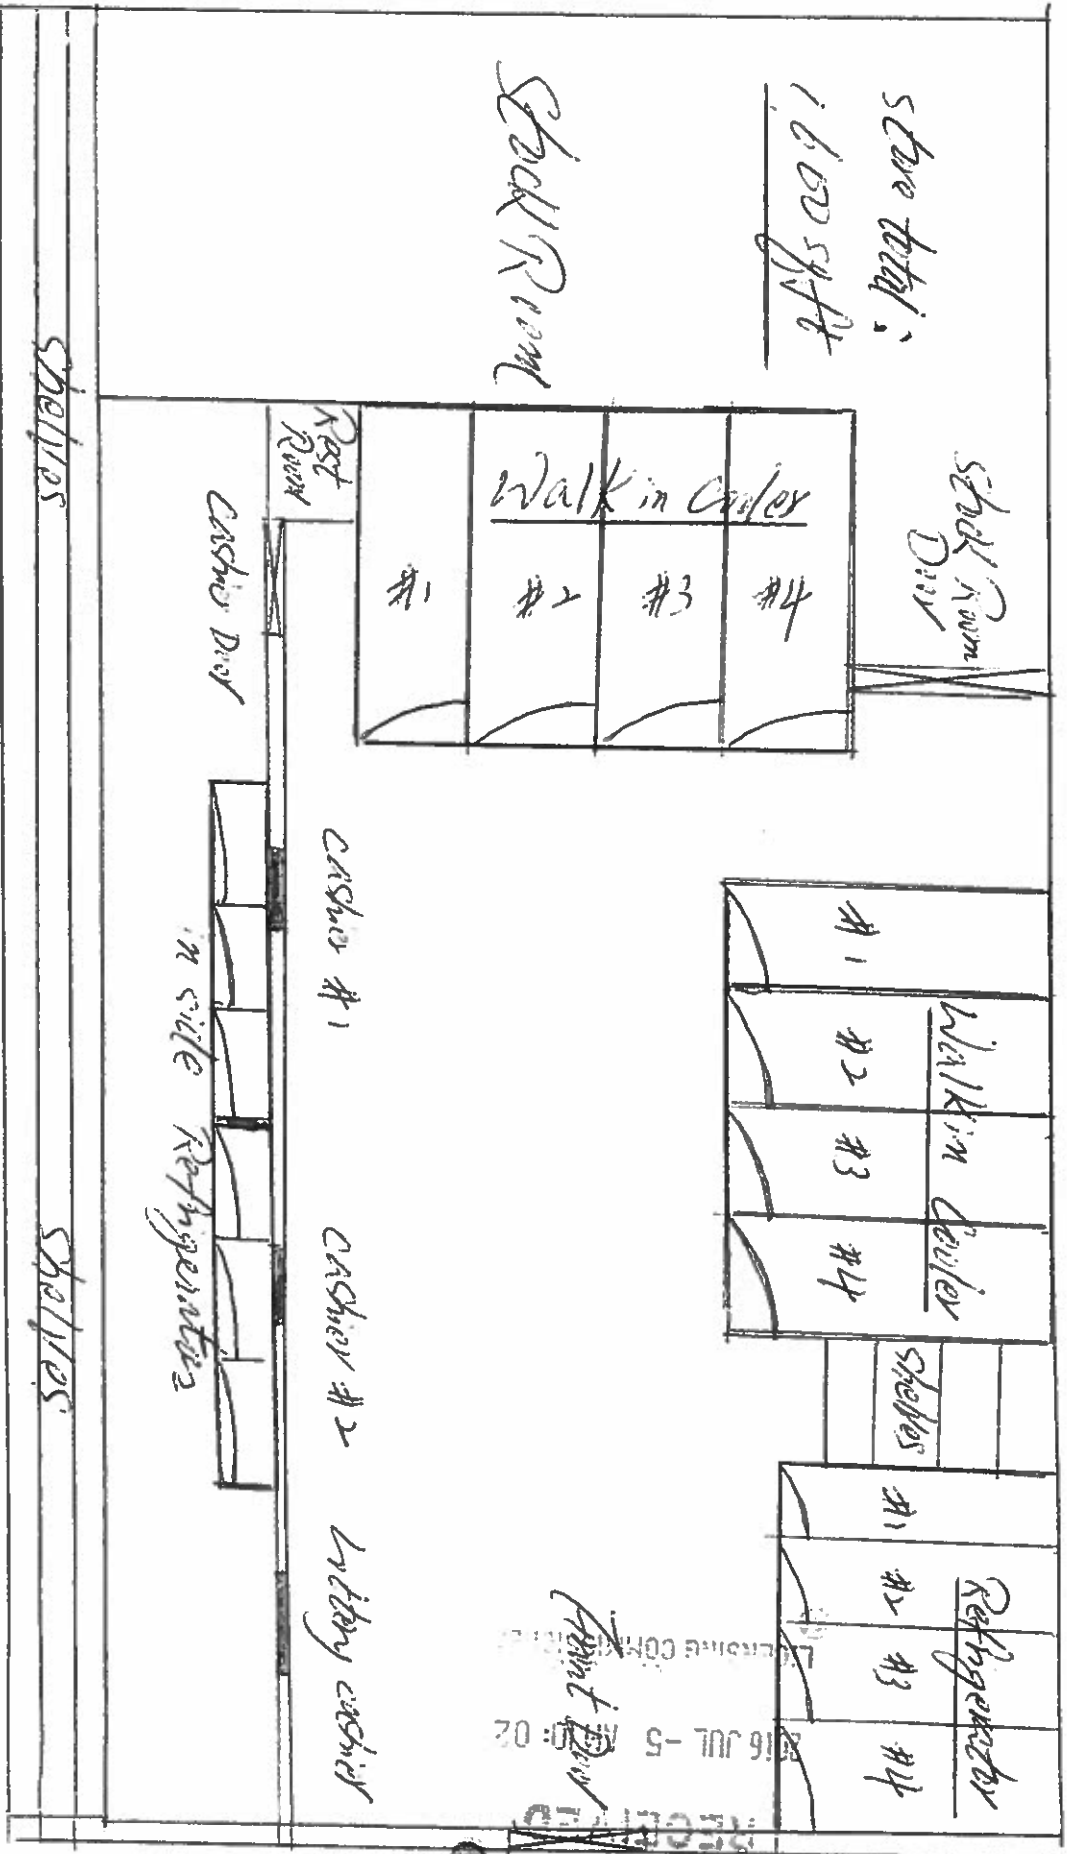 store total:
1600 sqft
Stock Room
Stock Room
Door
Walk in Cooler
#1
#2
#3
#4
Rest
Room
Cashier Door
Shelves
Shelves
Walk in Cooler
#1
#2
#3
#4
Shelves
Refrigerator
#1
#2
#3
#4
Cashier #1
Cashier #2
Lottery cashier
in side Refrigerator
Front Door
RECEIVED
2016 JUL -5
LICENSING